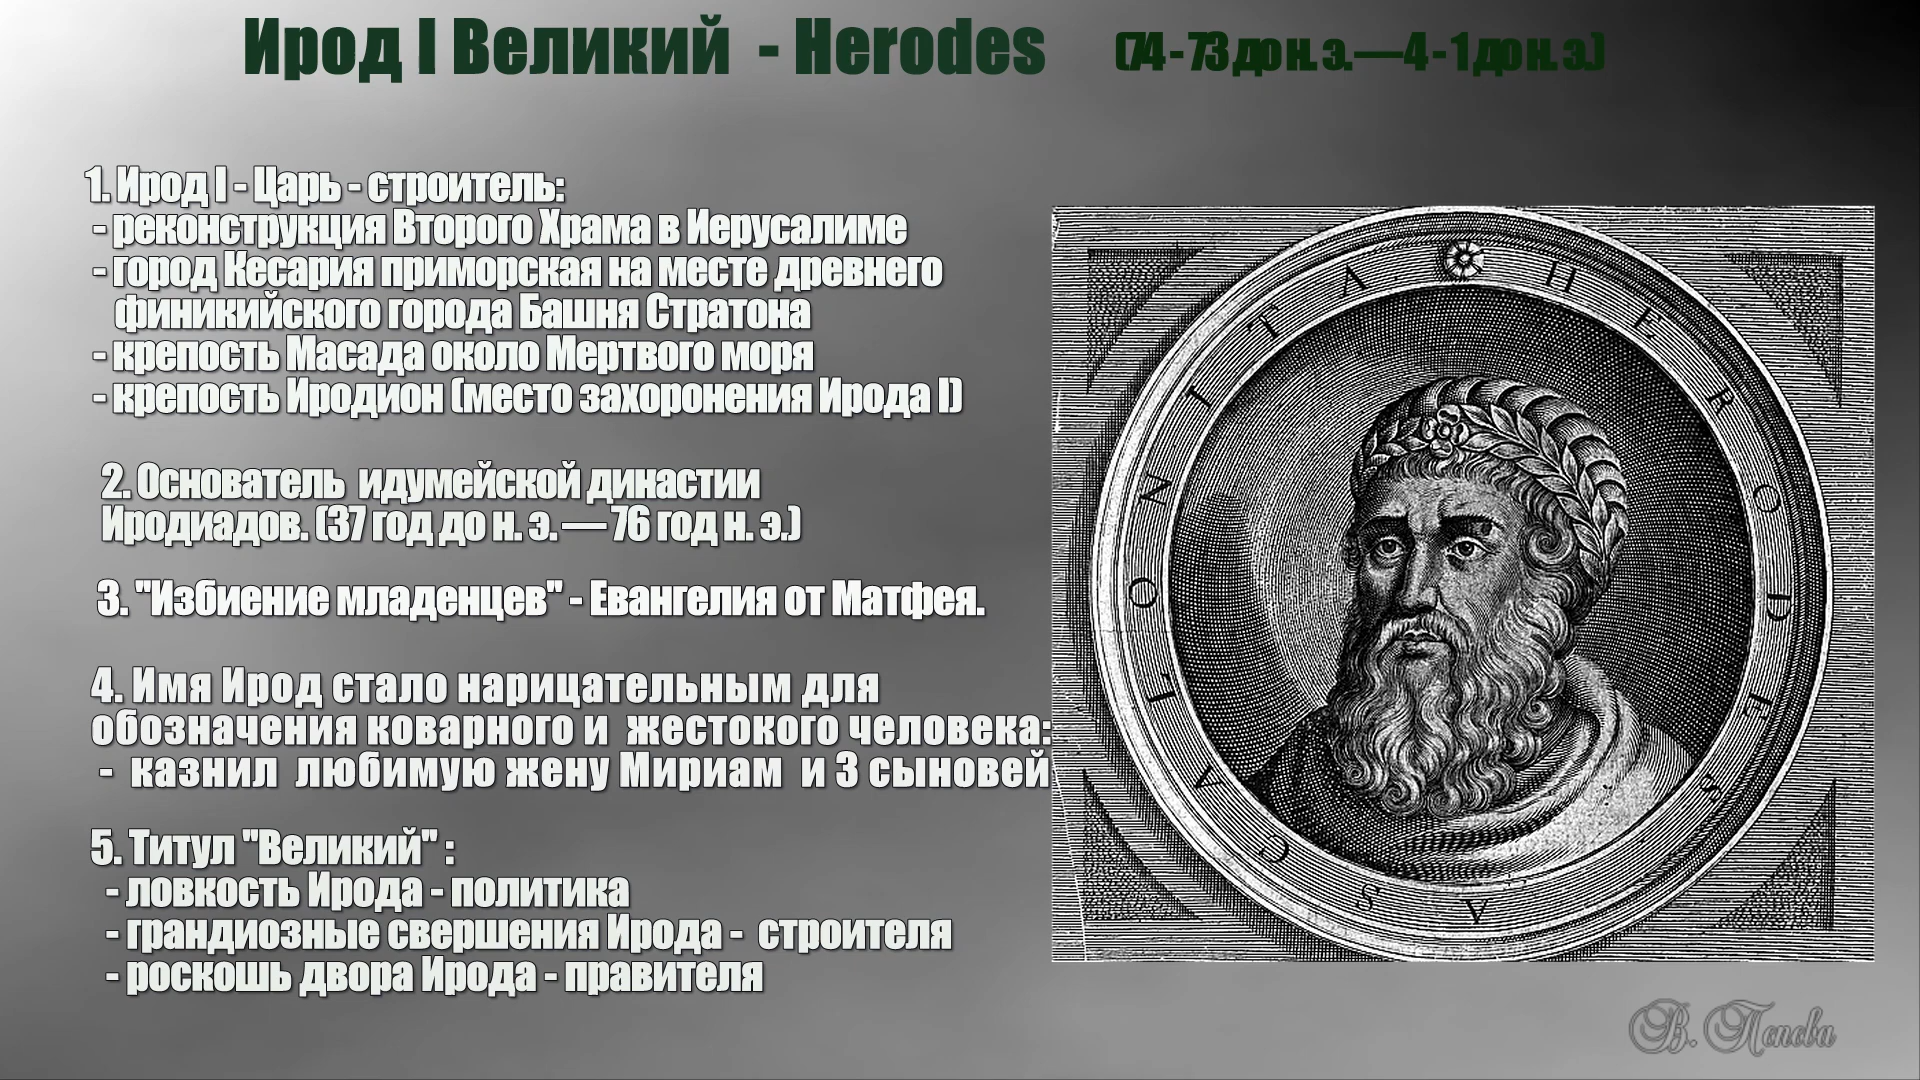 Ирод I Великий - Herodes (74 - 73 до н. э. — 4 - 1 до н. э.)
1. Ирод I - Царь - строитель:
- реконструкция Второго Храма в Иерусалиме
- город Кесария приморская на месте древнего
финикийского города Башня Стратона
- крепость Масада около Мертвого моря
- крепость Иродион (место захоронения Ирода I)
2. Основатель идумейской династии
Иродиадов. (37 год до н. э. — 76 год н. э.)
3. "Избиение младенцев" - Евангелия от Матфея.
4. Имя Ирод стало нарицательным для
обозначения коварного и жестокого человека:
- казнил любимую жену Мириам и 3 сыновей
5. Титул "Великий" :
- ловкость Ирода - политика
- грандиозные свершения Ирода - строителя
- роскошь двора Ирода - правителя
HERODES ASCALONITA
В. Попова